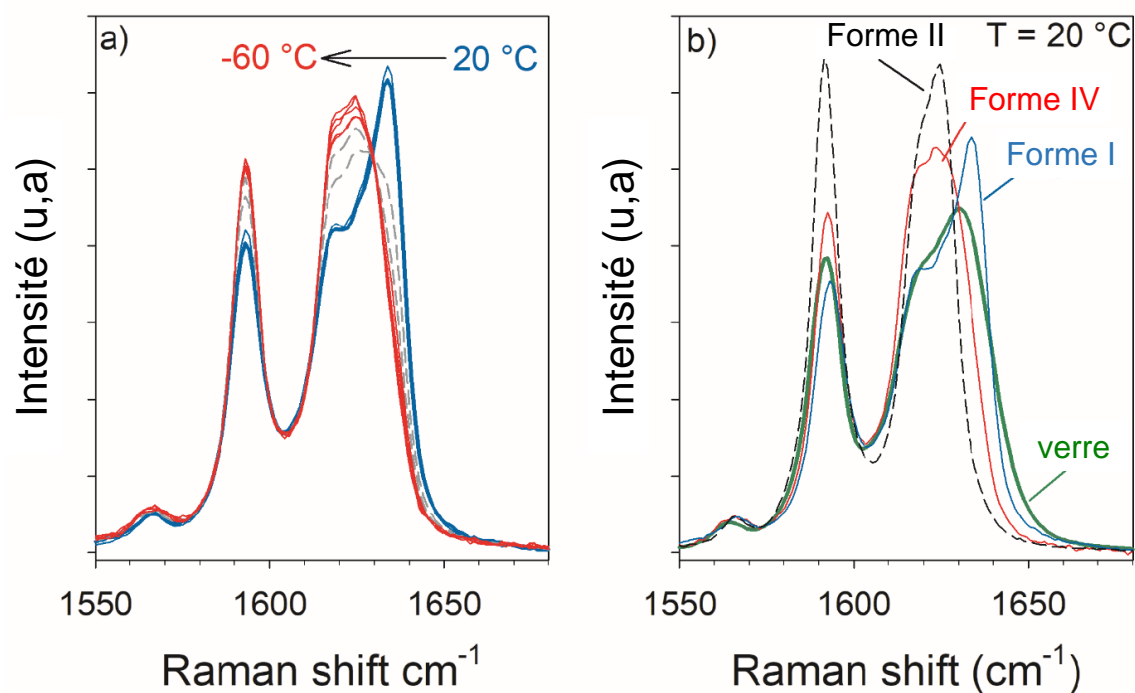 a)
-60 °C
20 °C
Intensité (u,a)
1550
1600
1650
Raman shift cm-1
b)
Forme II
T = 20 °C
Forme IV
Forme I
verre
Intensité (u,a)
1550
1600
1650
Raman shift (cm-1)